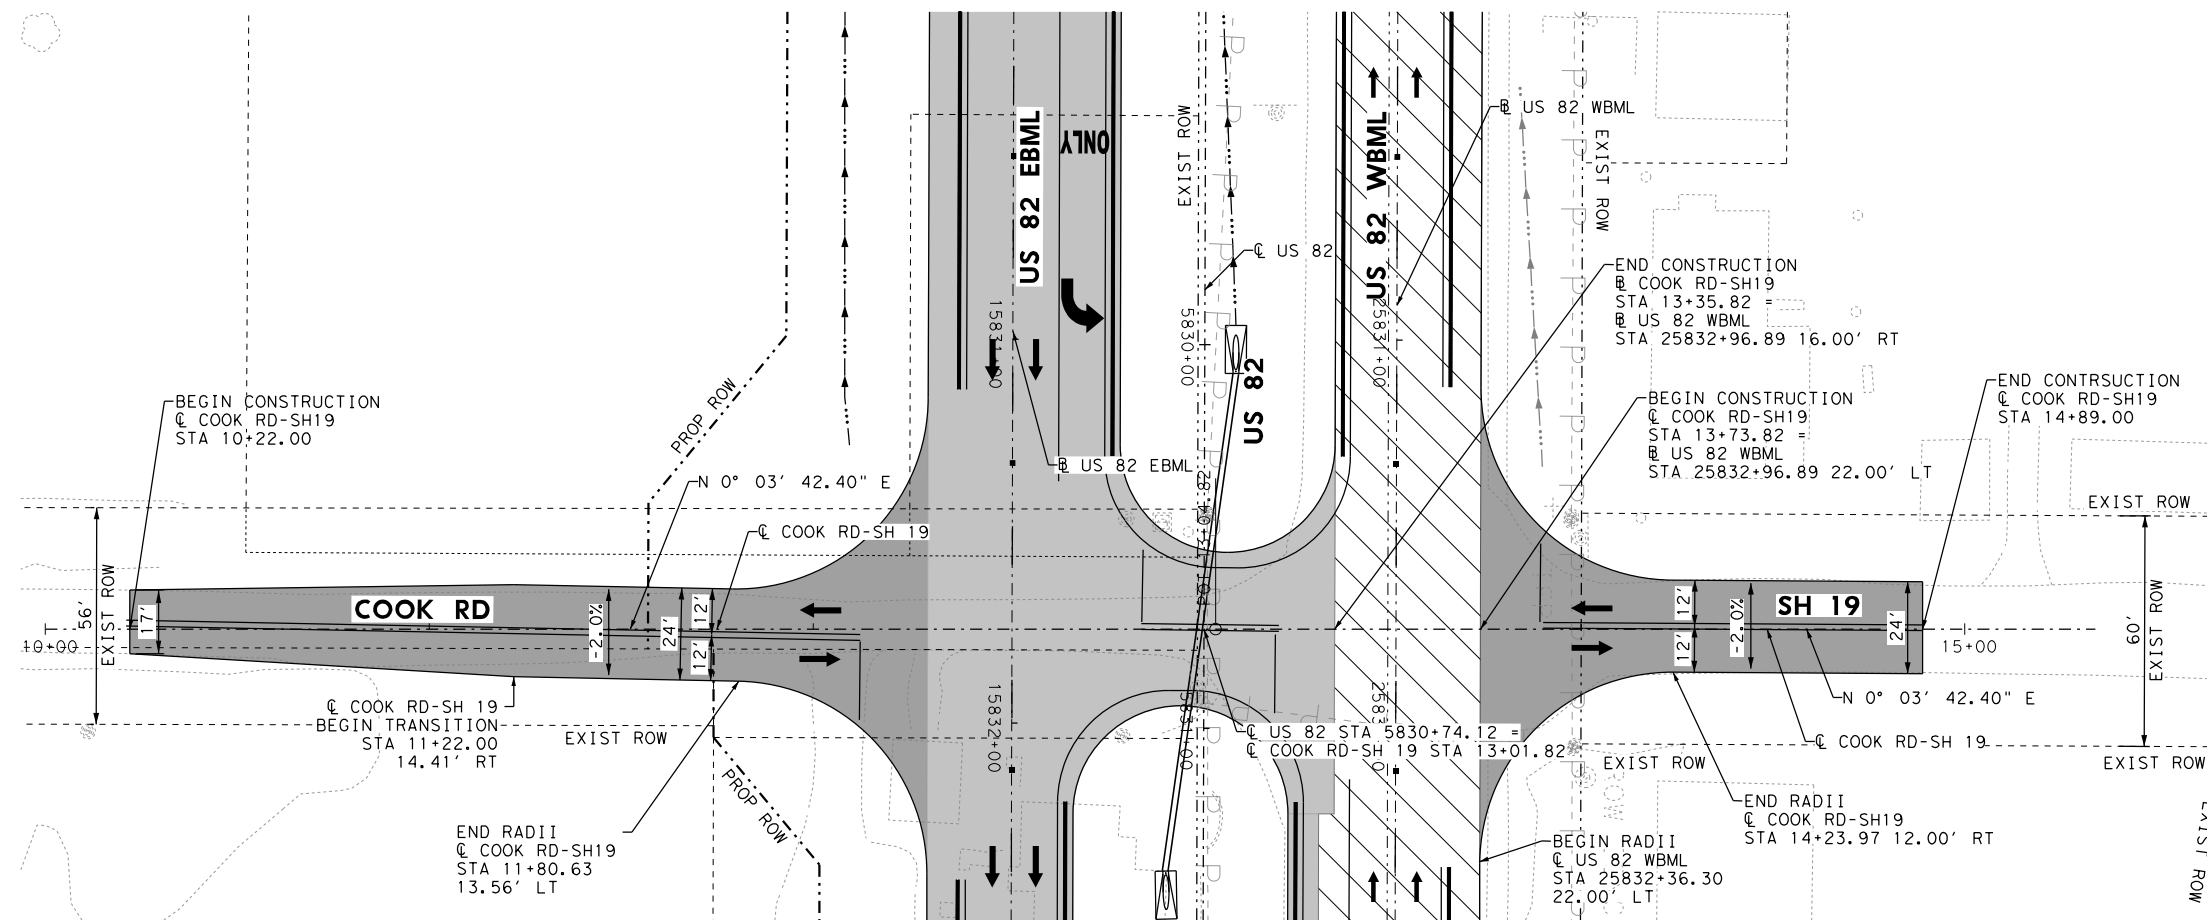 US 82 EBML
ONLY
EXIST ROW
US 82 WBML
℄ US 82 WBML
EXIST ROW
℄ US 82
15831+00
5830+00
25831+00
US 82
END CONSTRUCTION
℄ COOK RD-SH19
STA 13+35.82 =
℄ US 82 WBML
STA 25832+96.89 16.00' RT
PROP ROW
BEGIN CONSTRUCTION
℄ COOK RD-SH19
STA 10+22.00
BEGIN CONSTRUCTION
℄ COOK RD-SH19
STA 13+73.82 =
℄ US 82 WBML
STA 25832+96.89 22.00' LT
END CONTRSUCTION
℄ COOK RD-SH19
STA 14+89.00
℄ US 82 EBML
N 0° 03' 42.40" E
℄ COOK RD-SH 19
EXIST ROW
56'
EXIST ROW
17'
COOK RD
-2.0%
24'
12'
12'
POT 13+04.82
12'
12'
-2.0%
SH 19
24'
60'
EXIST ROW
10+00
15+00
N 0° 03' 42.40" E
℄ COOK RD-SH 19
BEGIN TRANSITION
STA 11+22.00
14.41' RT
EXIST ROW
15832+00
5831+00
℄ US 82 STA 5830+74.12 =
℄ COOK RD-SH 19 STA 13+01.82
℄ COOK RD-SH 19
EXIST ROW
EXIST ROW
PROP ROW
END RADII
℄ COOK RD-SH19
STA 11+80.63
13.56' LT
END RADII
℄ COOK RD-SH19
STA 14+23.97 12.00' RT
BEGIN RADII
℄ US 82 WBML
STA 25832+36.30
22.00' LT
EXIST ROW